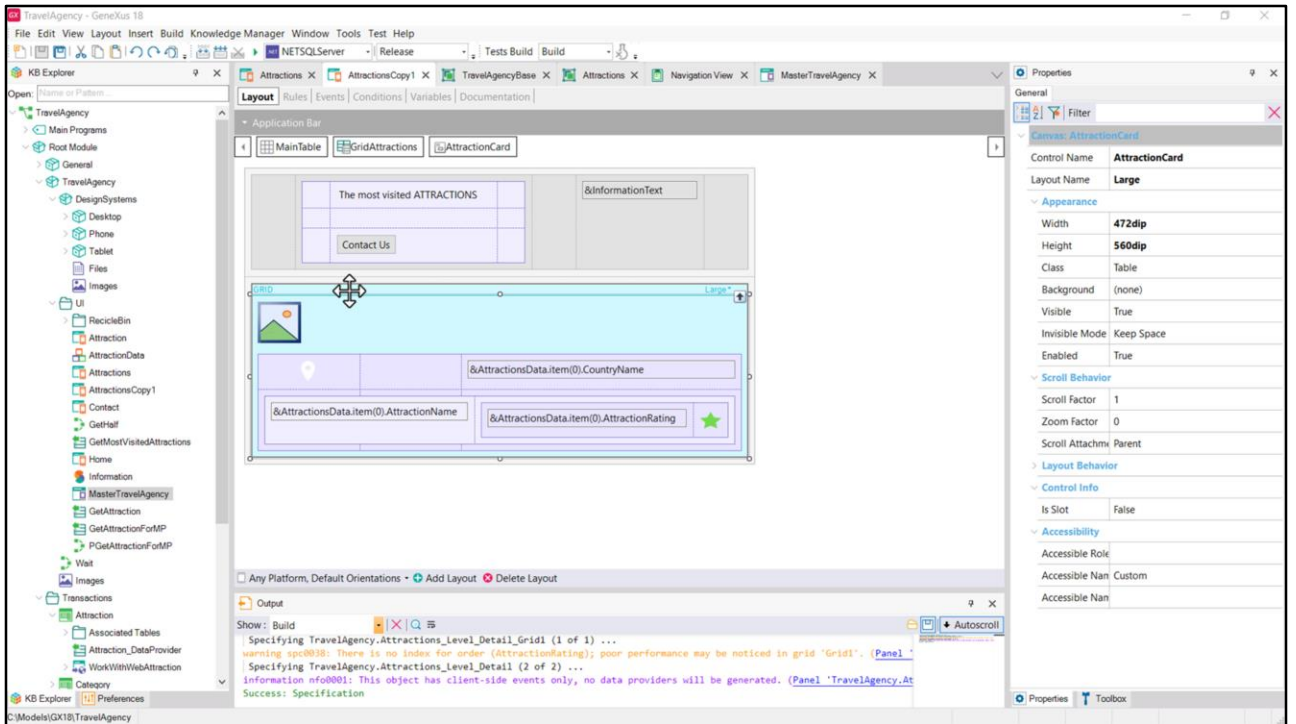 TravelAgency - GeneXus 18
File Edit View Layout Insert Build Knowledge Manager Window Tools Test Help
NETSQLServer Release Tests Build Build
KB Explorer
Open: Name or Pattern...
TravelAgency
Main Programs
Root Module
General
TravelAgency
DesignSystems
Desktop
Phone
Tablet
Files
Images
UI
RecicleBin
Attraction
AttractionData
Attractions
AttractionsCopy1
Contact
GetHalf
GetMostVisitedAttractions
Home
Information
MasterTravelAgency
GetAttraction
GetAttractionForMP
PGetAttractionForMP
Wait
Images
Transactions
Attraction
Associated Tables
Attraction_DataProvider
WorkWithWebAttraction
Category
KB Explorer Preferences
C:\Models\GX18\TravelAgency
Attractions X AttractionsCopy1 X TravelAgencyBase X Attractions X Navigation View X MasterTravelAgency X
Layout Rules Events Conditions Variables Documentation
Application Bar
MainTable GridAttractions AttractionCard
The most visited ATTRACTIONS
&InformationText
Contact Us
GRID
Large*
&AttractionsData.item(0).CountryName
&AttractionsData.item(0).AttractionName
&AttractionsData.item(0).AttractionRating
Any Platform, Default Orientations Add Layout Delete Layout
Output
Show: Build
Autoscroll
Specifying TravelAgency.Attractions_Level_Detail_Grid1 (1 of 1) ...
warning spc0038: There is no index for order (AttractionRating); poor performance may be noticed in grid 'Grid1'. (Panel '
Specifying TravelAgency.Attractions_Level_Detail (2 of 2) ...
information nfo0001: This object has client-side events only, no data providers will be generated. (Panel 'TravelAgency.At
Success: Specification
Properties
General
Filter
Canvas: AttractionCard
Control Name AttractionCard
Layout Name Large
Appearance
Width 472dip
Height 560dip
Class Table
Background (none)
Visible True
Invisible Mode Keep Space
Enabled True
Scroll Behavior
Scroll Factor 1
Zoom Factor 0
Scroll Attachme Parent
Layout Behavior
Control Info
Is Slot False
Accessibility
Accessible Role
Accessible Nam Custom
Accessible Nam
Properties Toolbox